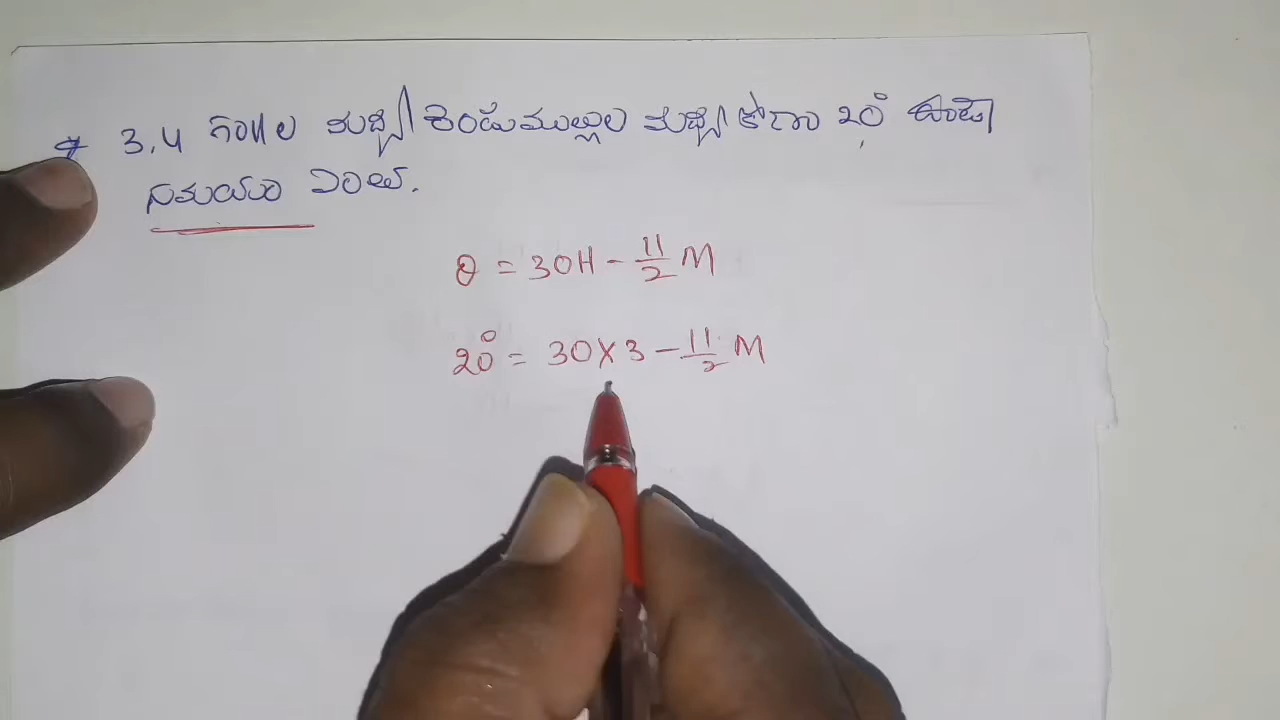 * 3,4 గంటల మధ్య రెండుముల్లుల మధ్య కోణం 20° ఉండే
సమయం ఎంత.
θ = 30H - 11/2 M
20° = 30 × 3 - 11/2 M